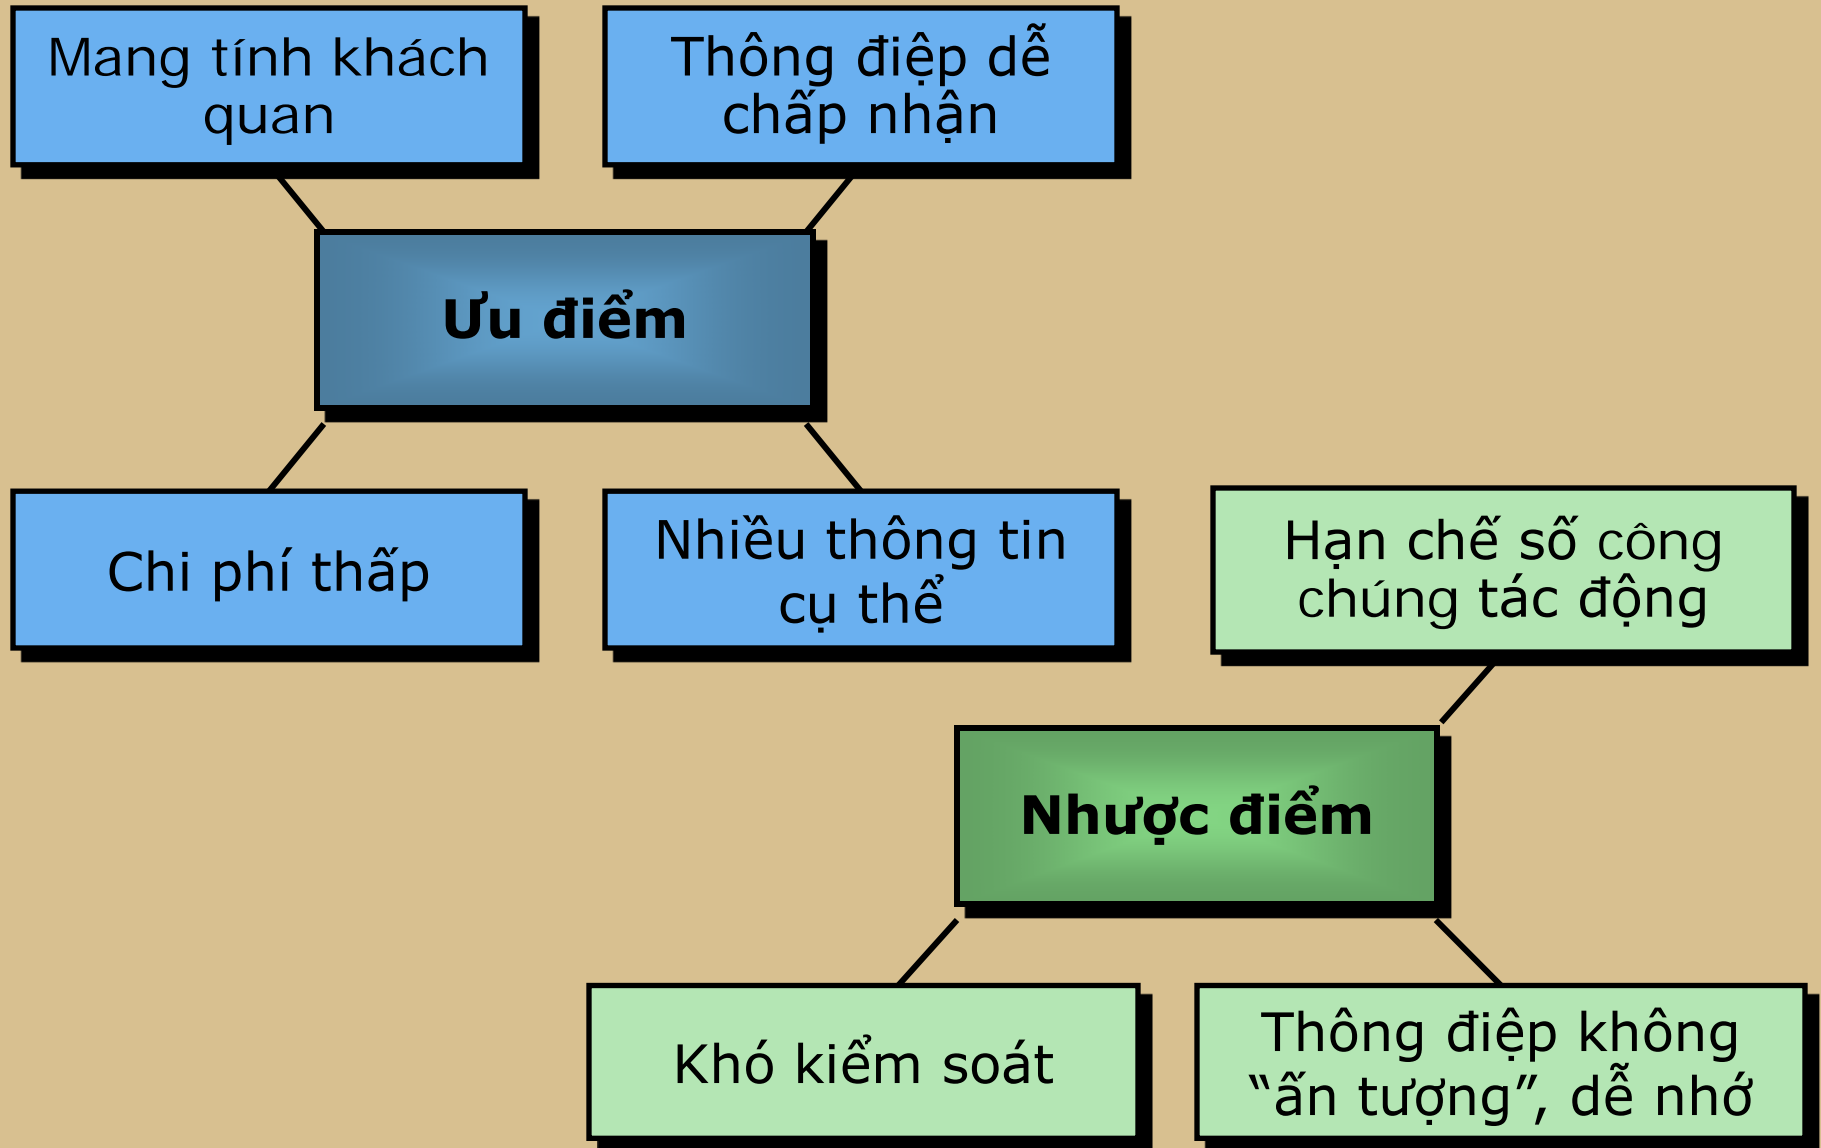 Mang tính khách
quan
Thông điệp dễ
chấp nhận
Ưu điểm
Chi phí thấp
Nhiều thông tin
cụ thể
Hạn chế số công
chúng tác động
Nhược điểm
Khó kiểm soát
Thông điệp không
“ấn tượng”, dễ nhớ